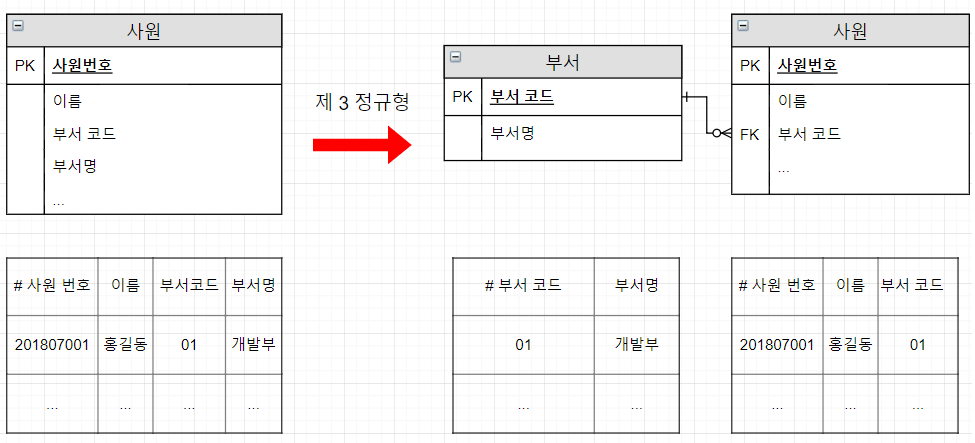 사원
PK 사원번호
이름
부서 코드
부서명
...
제 3 정규형
부서
PK 부서 코드
부서명
사원
PK 사원번호
이름
FK 부서 코드
...
# 사원 번호 이름 부서코드 부서명
201807001 홍길동 01 개발부
... ... ... ...
# 부서 코드 부서명
01 개발부
... ...
# 사원 번호 이름 부서 코드
201807001 홍길동 01
... ... ...